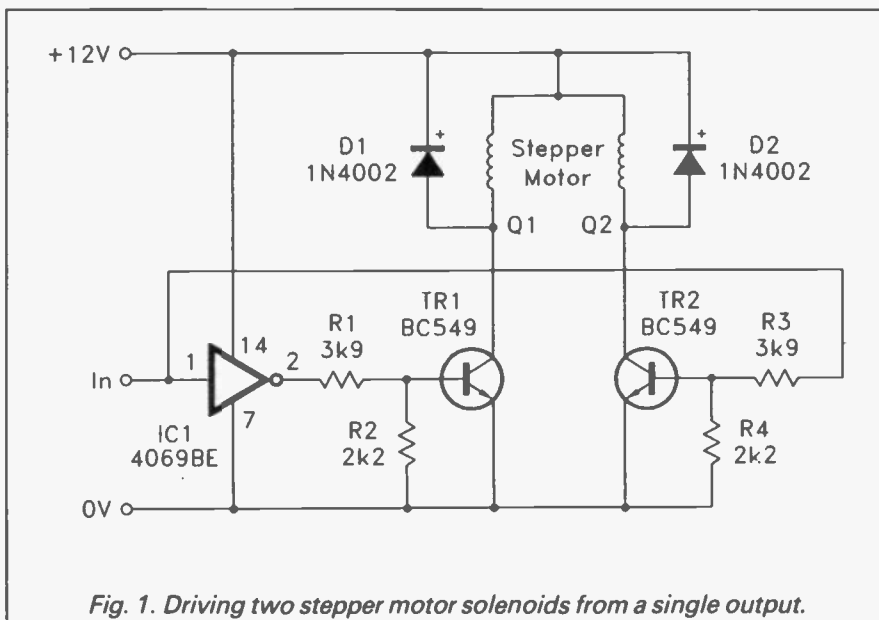 +12V
D1
1N4002
+
Stepper
Motor
+
D2
1N4002
Q1
Q2
TR1
BC549
TR2
BC549
R1
3k9
R3
3k9
In
1
14
2
7
IC1
4069BE
R2
2k2
R4
2k2
0V
Fig. 1. Driving two stepper motor solenoids from a single output.